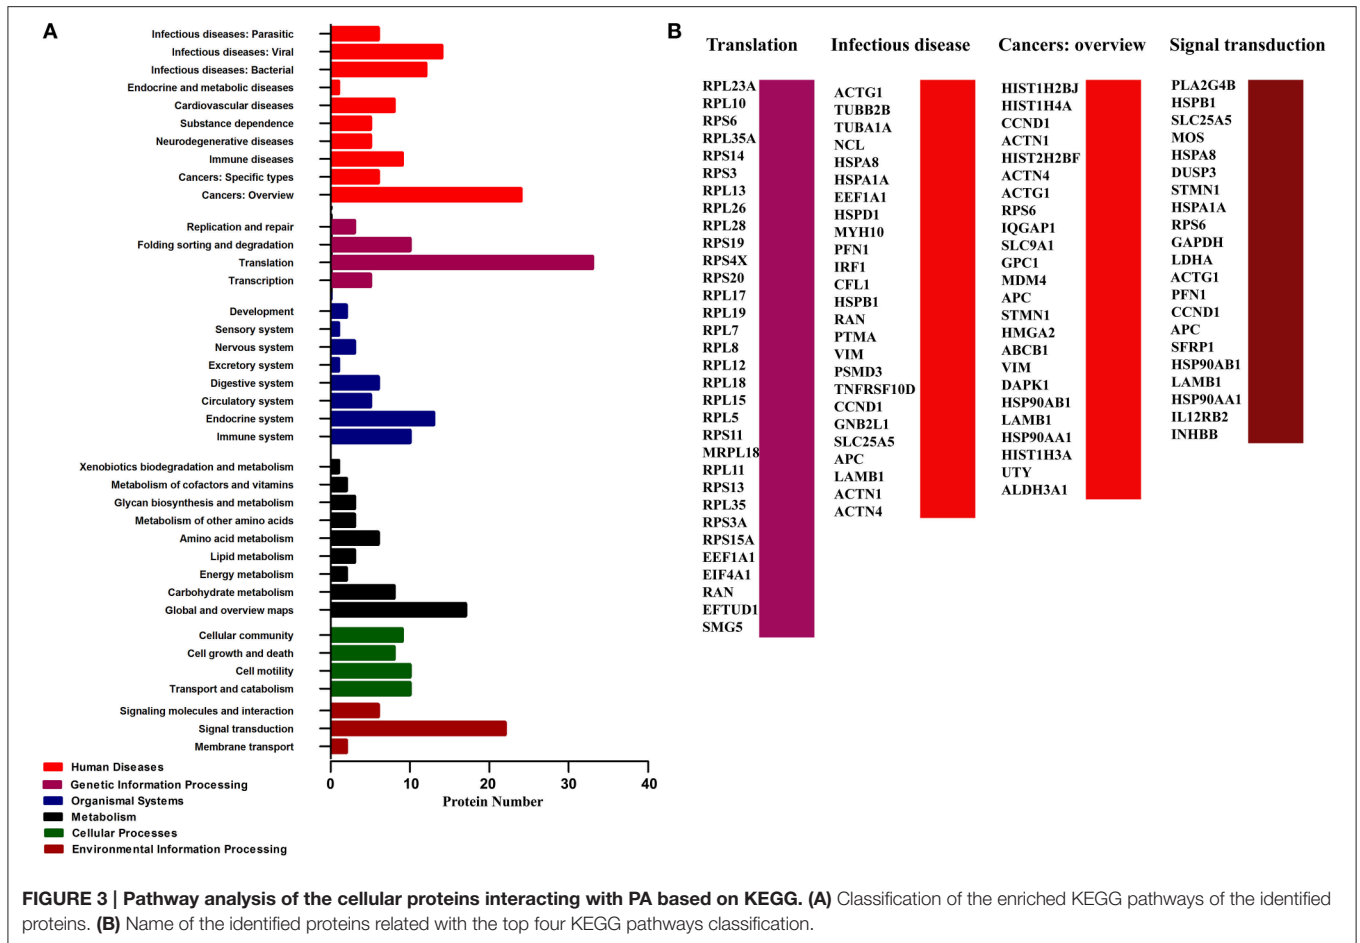 A
Infectious diseases: Parasitic
Infectious diseases: Viral
Infectious diseases: Bacterial
Endocrine and metabolic diseases
Cardiovascular diseases
Substance dependence
Neurodegenerative diseases
Immune diseases
Cancers: Specific types
Cancers: Overview
Replication and repair
Folding sorting and degradation
Translation
Transcription
Development
Sensory system
Nervous system
Excretory system
Digestive system
Circulatory system
Endocrine system
Immune system
Xenobiotics biodegradation and metabolism
Metabolism of cofactors and vitamins
Glycan biosynthesis and metabolism
Metabolism of other amino acids
Amino acid metabolism
Lipid metabolism
Energy metabolism
Carbohydrate metabolism
Global and overview maps
Cellular community
Cell growth and death
Cell motility
Transport and catabolism
Signaling molecules and interaction
Signal transduction
Membrane transport
0 10 20 30 40
Protein Number
Human Diseases
Genetic Information Processing
Organismal Systems
Metabolism
Cellular Processes
Environmental Information Processing
B
Translation
RPL23A
RPL10
RPS6
RPL35A
RPS14
RPS3
RPL13
RPL26
RPL28
RPS19
RPS4X
RPS20
RPL17
RPL19
RPL7
RPL8
RPL12
RPL18
RPL15
RPL5
RPS11
MRPL18
RPL11
RPS13
RPL35
RPS3A
RPS15A
EEF1A1
EIF4A1
RAN
EFTUD1
SMG5
Infectious disease
ACTG1
TUBB2B
TUBA1A
NCL
HSPA8
HSPA1A
EEF1A1
HSPD1
MYH10
PFN1
IRF1
CFL1
HSPB1
RAN
PTMA
VIM
PSMD3
TNFRSF10D
CCND1
GNB2L1
SLC25A5
APC
LAMB1
ACTN1
ACTN4
Cancers: overview
HIST1H2BJ
HIST1H4A
CCND1
ACTN1
HIST2H2BF
ACTN4
ACTG1
RPS6
IQGAP1
SLC9A1
GPC1
MDM4
APC
STMN1
HMGA2
ABCB1
VIM
DAPK1
HSP90AB1
LAMB1
HSP90AA1
HIST1H3A
UTY
ALDH3A1
Signal transduction
PLA2G4B
HSPB1
SLC25A5
MOS
HSPA8
DUSP3
STMN1
HSPA1A
RPS6
GAPDH
LDHA
ACTG1
PFN1
CCND1
APC
SFRP1
HSP90AB1
LAMB1
HSP90AA1
IL12RB2
INHBB
FIGURE 3 | Pathway analysis of the cellular proteins interacting with PA based on KEGG. (A) Classification of the enriched KEGG pathways of the identified
proteins. (B) Name of the identified proteins related with the top four KEGG pathways classification.